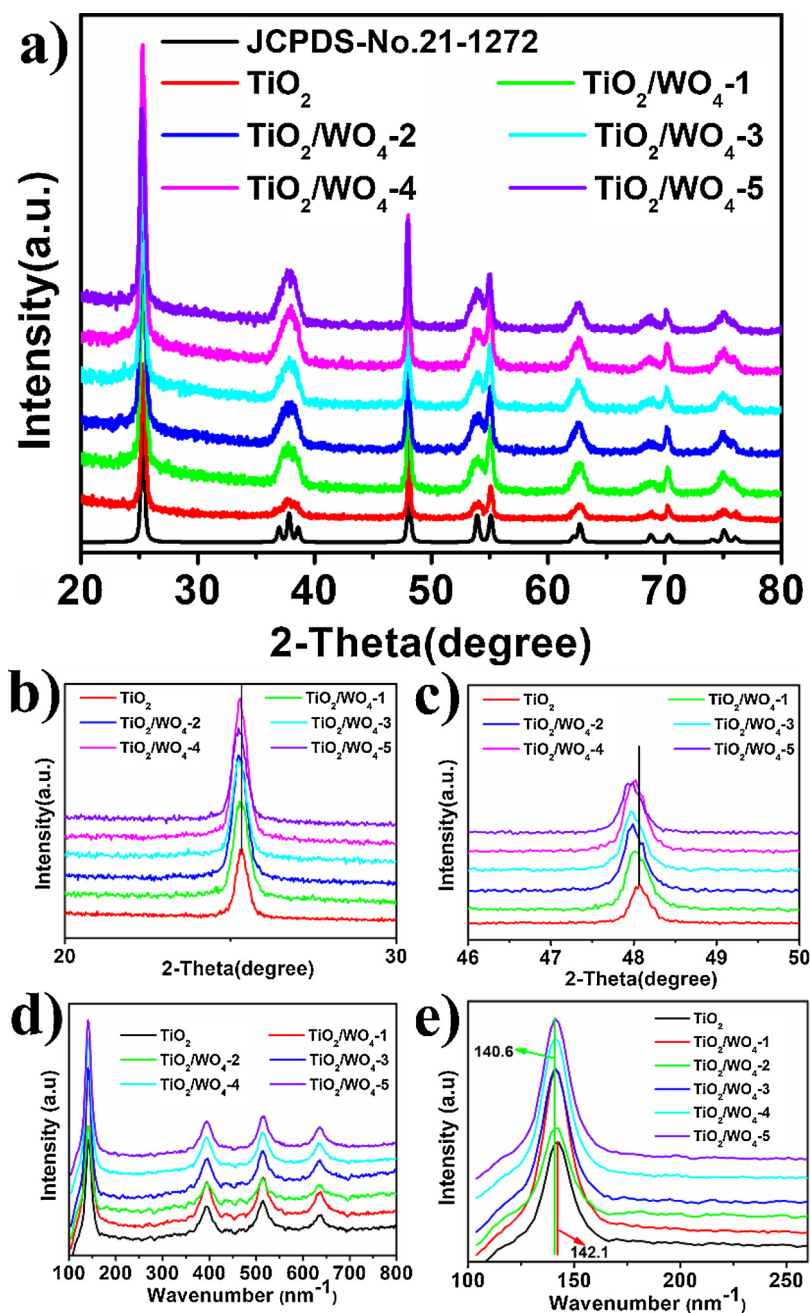 a)
JCPDS-No.21-1272
TiO₂ TiO₂/WO₄-1
TiO₂/WO₄-2 TiO₂/WO₄-3
TiO₂/WO₄-4 TiO₂/WO₄-5
Intensity(a.u.)
20 30 40 50 60 70 80
2-Theta(degree)
b)
TiO₂ TiO₂/WO₄-1
TiO₂/WO₄-2 TiO₂/WO₄-3
TiO₂/WO₄-4 TiO₂/WO₄-5
Intensity(a.u.)
20 30
2-Theta(degree)
c)
TiO₂ TiO₂/WO₄-1
TiO₂/WO₄-2 TiO₂/WO₄-3
TiO₂/WO₄-4 TiO₂/WO₄-5
Intensity(a.u.)
46 47 48 49 50
2-Theta(degree)
d)
TiO₂ TiO₂/WO₄-1
TiO₂/WO₄-2 TiO₂/WO₄-3
TiO₂/WO₄-4 TiO₂/WO₄-5
Intensity (a.u)
100 200 300 400 500 600 700 800
Wavenumber (nm⁻¹)
e)
TiO₂
TiO₂/WO₄-1
TiO₂/WO₄-2
TiO₂/WO₄-3
TiO₂/WO₄-4
TiO₂/WO₄-5
140.6
142.1
Intensity (a.u)
100 150 200 250
Wavenumber (nm⁻¹)